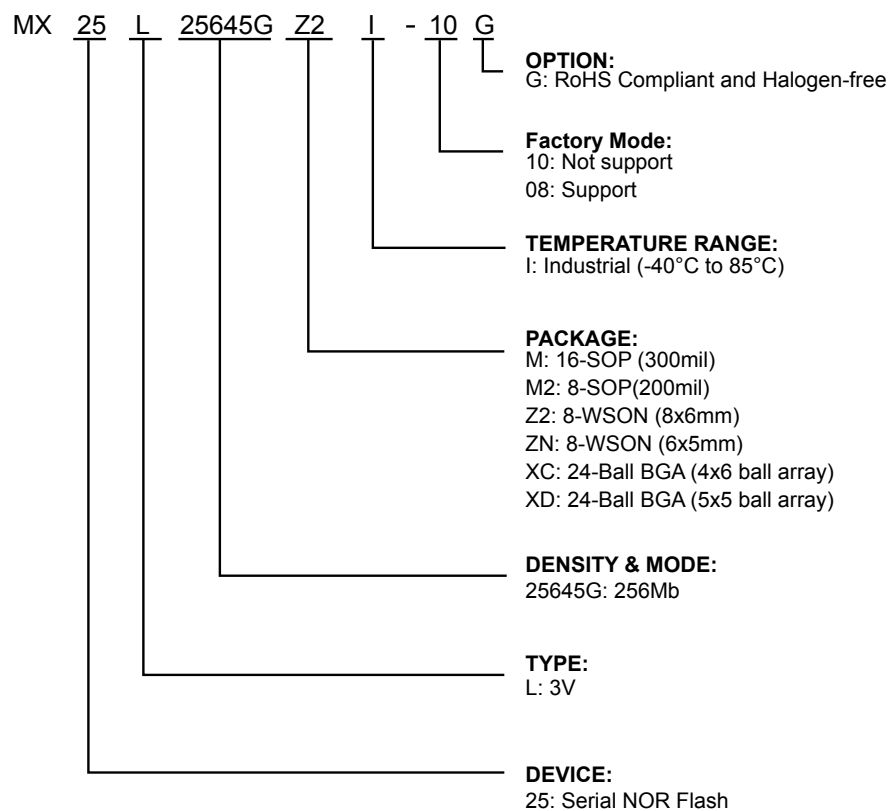 MX 25 L 25645G Z2 I - 10 G
OPTION:
G: RoHS Compliant and Halogen-free
Factory Mode:
10: Not support
08: Support
TEMPERATURE RANGE:
I: Industrial (-40°C to 85°C)
PACKAGE:
M: 16-SOP (300mil)
M2: 8-SOP(200mil)
Z2: 8-WSON (8x6mm)
ZN: 8-WSON (6x5mm)
XC: 24-Ball BGA (4x6 ball array)
XD: 24-Ball BGA (5x5 ball array)
DENSITY & MODE:
25645G: 256Mb
TYPE:
L: 3V
DEVICE:
25: Serial NOR Flash